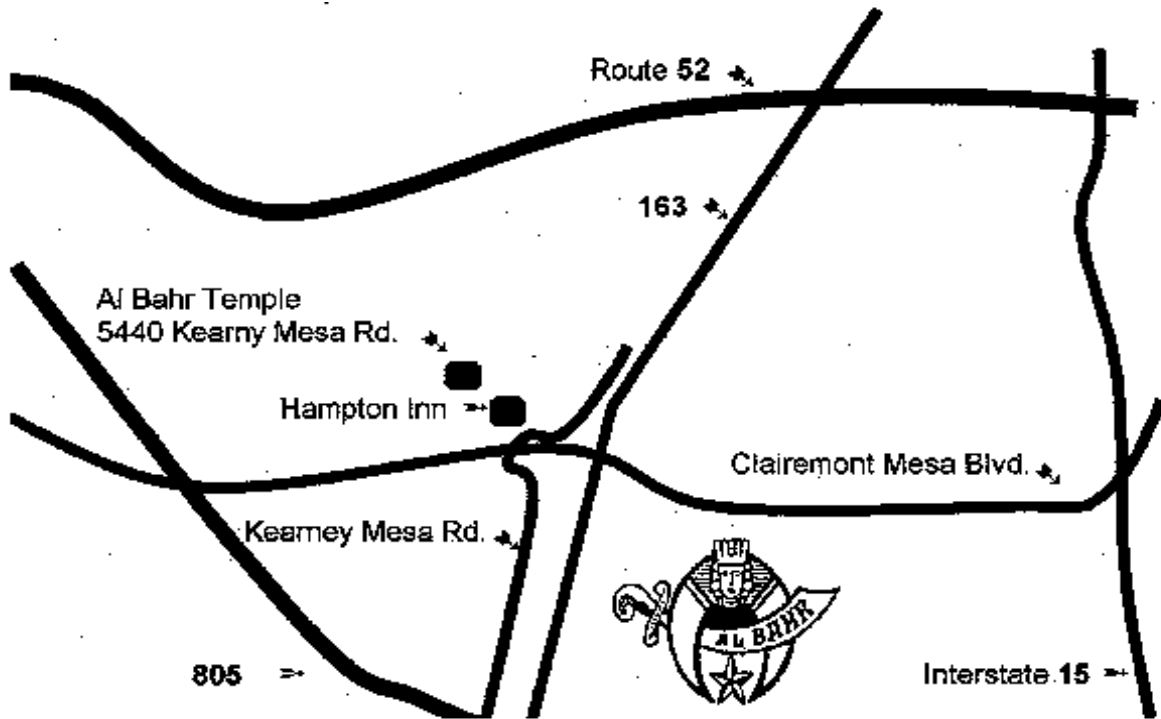 Route 52
163
Al Bahr Temple
5440 Kearny Mesa Rd.
Hampton Inn
Clairemont Mesa Blvd.
Kearney Mesa Rd.
AL BAHR
805
Interstate 15